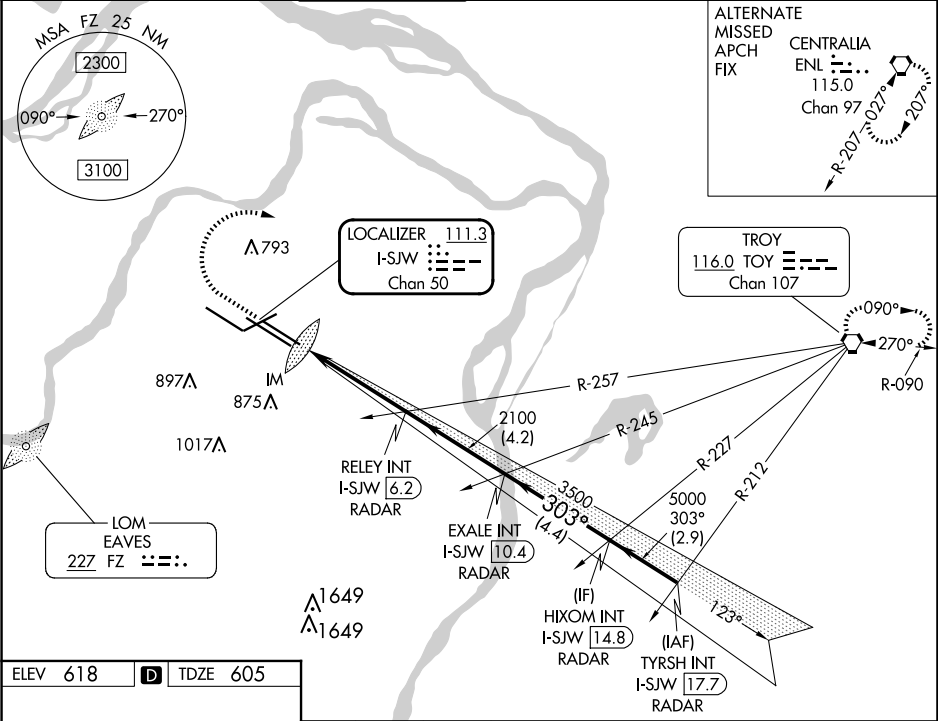 MSA FZ 25 NM
2300
090°
270°
3100
ALTERNATE
MISSED
APCH
FIX
CENTRALIA
ENL
115.0
Chan 97
R-207
027°
207°
793
LOCALIZER 111.3
I-SJW
Chan 50
TROY
116.0 TOY
Chan 107
090°
270°
R-090
897
IM
875
1017
R-257
R-245
R-227
R-212
2100
(4.2)
RELEY INT
I-SJW 6.2
RADAR
3500
303°
(4.4)
5000
303°
(2.9)
EXALE INT
I-SJW 10.4
RADAR
LOM
EAVES
227 FZ
1649
1649
(IF)
HIXOM INT
I-SJW 14.8
RADAR
123°
(IAF)
TYRSH INT
I-SJW 17.7
RADAR
ELEV 618 D TDZE 605